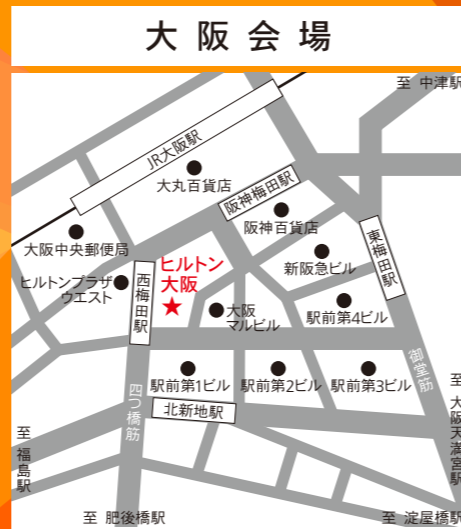 大阪会場
至 中津駅
JR大阪駅
大丸百貨店
阪神梅田駅
阪神百貨店
東梅田駅
大阪中央郵便局
新阪急ビル
ヒルトン
大阪
ヒルトンプラザ
ウエスト
西梅田駅
★
大阪
マルビル
駅前第4ビル
御堂筋
駅前第1ビル
駅前第2ビル
駅前第3ビル
四つ橋筋
北新地駅
至 大阪天満宮駅
至 福島駅
至 肥後橋駅
至 淀屋橋駅